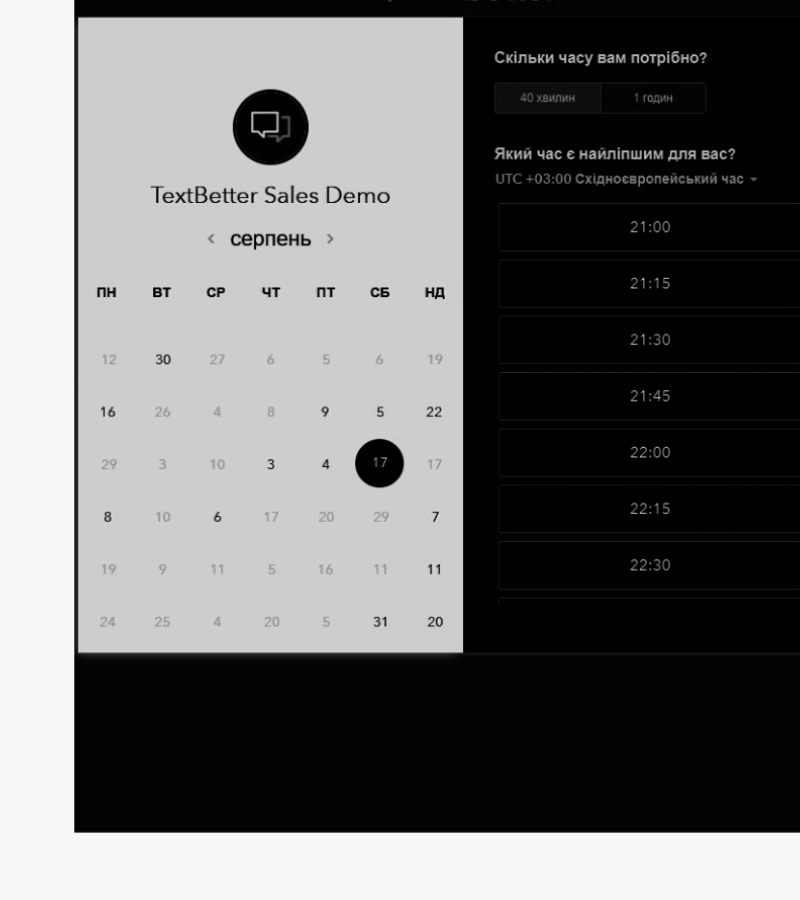 TextBetter Sales Demo
серпень
ПН ВТ СР ЧТ ПТ СБ НД
12 30 27 6 5 6 19
16 26 4 8 9 5 22
29 3 10 3 4 17 17
8 10 6 17 20 29 7
19 9 11 5 16 11 11
24 25 4 20 5 31 20
Скільки часу вам потрібно?
40 хвилин 1 годин
Який час є найліпшим для вас?
UTC +03:00 Східноєвропейський час
21:00
21:15
21:30
21:45
22:00
22:15
22:30